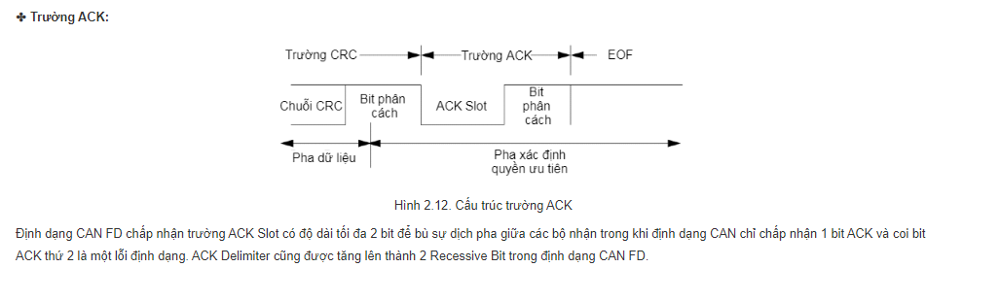 ✤ Trường ACK:
Trường CRC
Trường ACK
EOF
Chuỗi CRC
Bit phân
cách
ACK Slot
Bit
phân
cách
Pha dữ liệu
Pha xác định
quyền ưu tiên
Hình 2.12. Cấu trúc trường ACK
Định dạng CAN FD chấp nhận trường ACK Slot có độ dài tối đa 2 bit để bù sự dịch pha giữa các bộ nhận trong khi định dạng CAN chỉ chấp nhận 1 bit ACK và coi bit
ACK thứ 2 là một lỗi định dạng. ACK Delimiter cũng được tăng lên thành 2 Recessive Bit trong định dạng CAN FD.